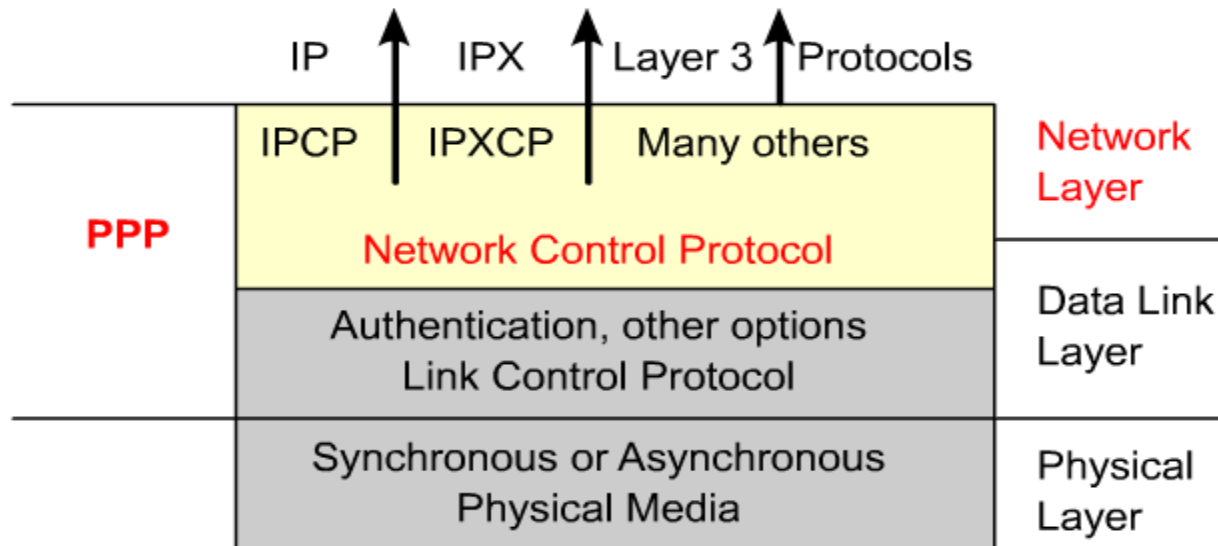 IP IPX Layer 3 Protocols
IPCP IPXCP Many others
Network
Layer
PPP
Network Control Protocol
Authentication, other options
Link Control Protocol
Data Link
Layer
Synchronous or Asynchronous
Physical Media
Physical
Layer